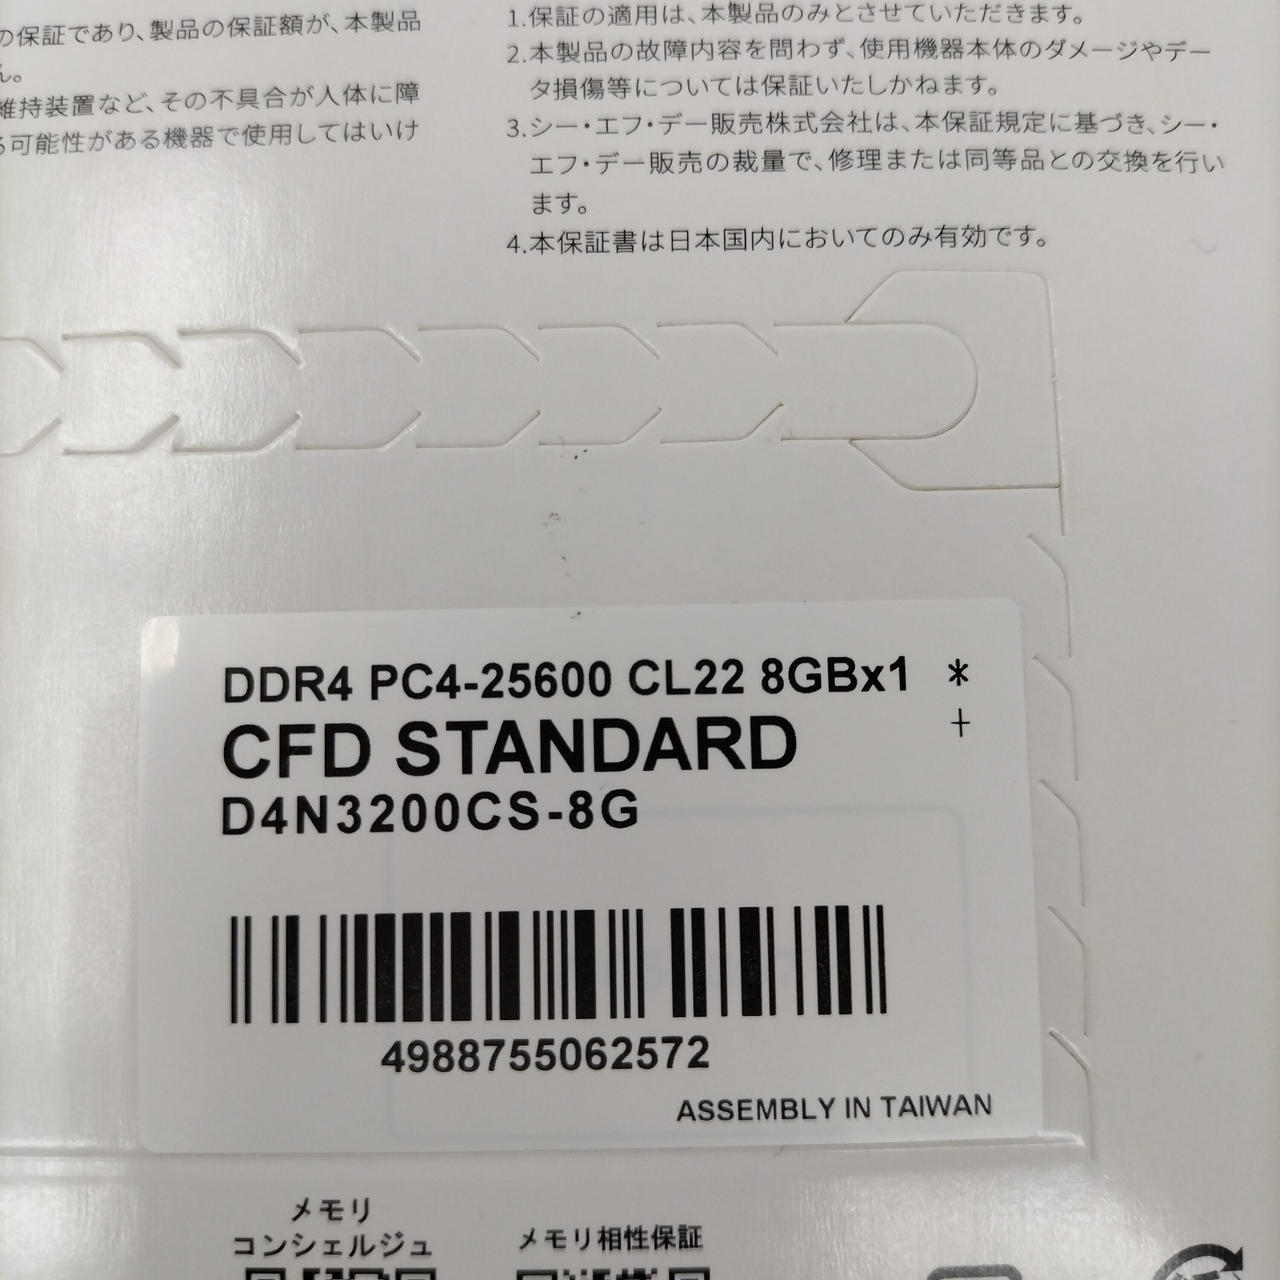 の保証であり、製品の保証額が、本製品
ん。
維持装置など、その不具合が人体に障
る可能性がある機器で使用してはいけ
1.保証の適用は、本製品のみとさせていただきます。
2.本製品の故障内容を問わず、使用機器本体のダメージやデー
タ損傷等については保証いたしかねます。
3.シー・エフ・デー販売株式会社は、本保証規定に基づき、シー・
エフ・デー販売の裁量で、修理または同等品との交換を行い
ます。
4.本保証書は日本国内においてのみ有効です。
DDR4 PC4-25600 CL22 8GBx1 *
CFD STANDARD +
D4N3200CS-8G
4988755062572
ASSEMBLY IN TAIWAN
メモリ
コンシェルジュ
メモリ相性保証